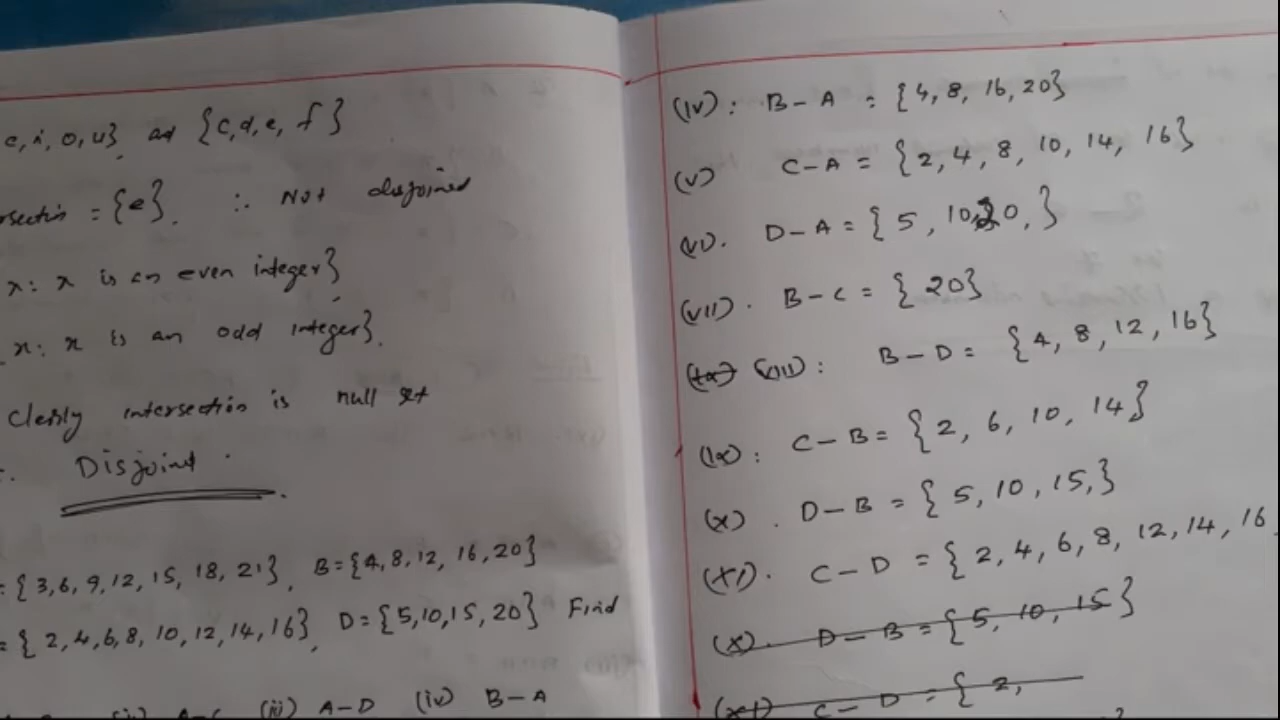 e, i, o, u}, ad {c, d, e, f}
= {e}. ∴ Not disjoined
x: x is an even integer}
x: x is an odd integer}.
Clearly intersection is null set
∴ Disjoint.
= {3, 6, 9, 12, 15, 18, 21}, B = {4, 8, 12, 16, 20}
= {2, 4, 6, 8, 10, 12, 14, 16}, D = {5, 10, 15, 20} Find
A-C (iii) A-D (iv) B-A
(iv): B-A = {4, 8, 16, 20}
(v) C-A = {2, 4, 8, 10, 14, 16}
(vi). D-A = {5, 10, 20, }
(vii). B-C = {20}
(ix) (viii): B-D = {4, 8, 12, 16}
(ix): C-B = {2, 6, 10, 14}
(x). D-B = {5, 10, 15,}
(xi). C-D = {2, 4, 6, 8, 12, 14, 16
(x). D-B = {5, 10, 15}
(xi) C-D = {2,